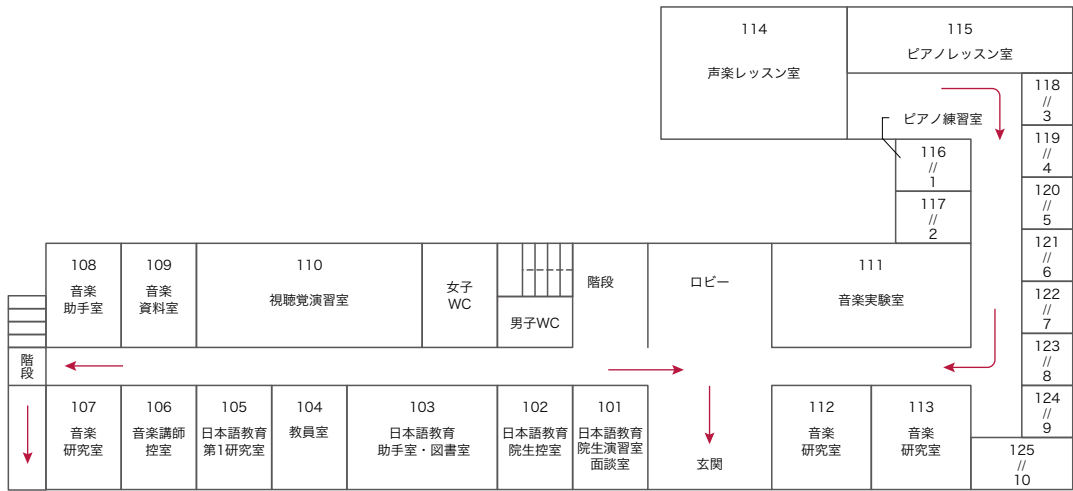 114
声楽レッスン室
115
ピアノレッスン室
ピアノ練習室
116
//
1
117
//
2
118
//
3
119
//
4
120
//
5
121
//
6
122
//
7
123
//
8
124
//
9
125
//
10
108
音楽
助手室
109
音楽
資料室
110
視聴覚演習室
女子
WC
男子WC
階段
ロビー
111
音楽実験室
階
段
107
音楽
研究室
106
音楽講師
控室
105
日本語教育
第1研究室
104
教員室
103
日本語教育
助手室・図書室
102
日本語教育
院生控室
101
日本語教育
院生演習室
面談室
玄関
112
音楽
研究室
113
音楽
研究室